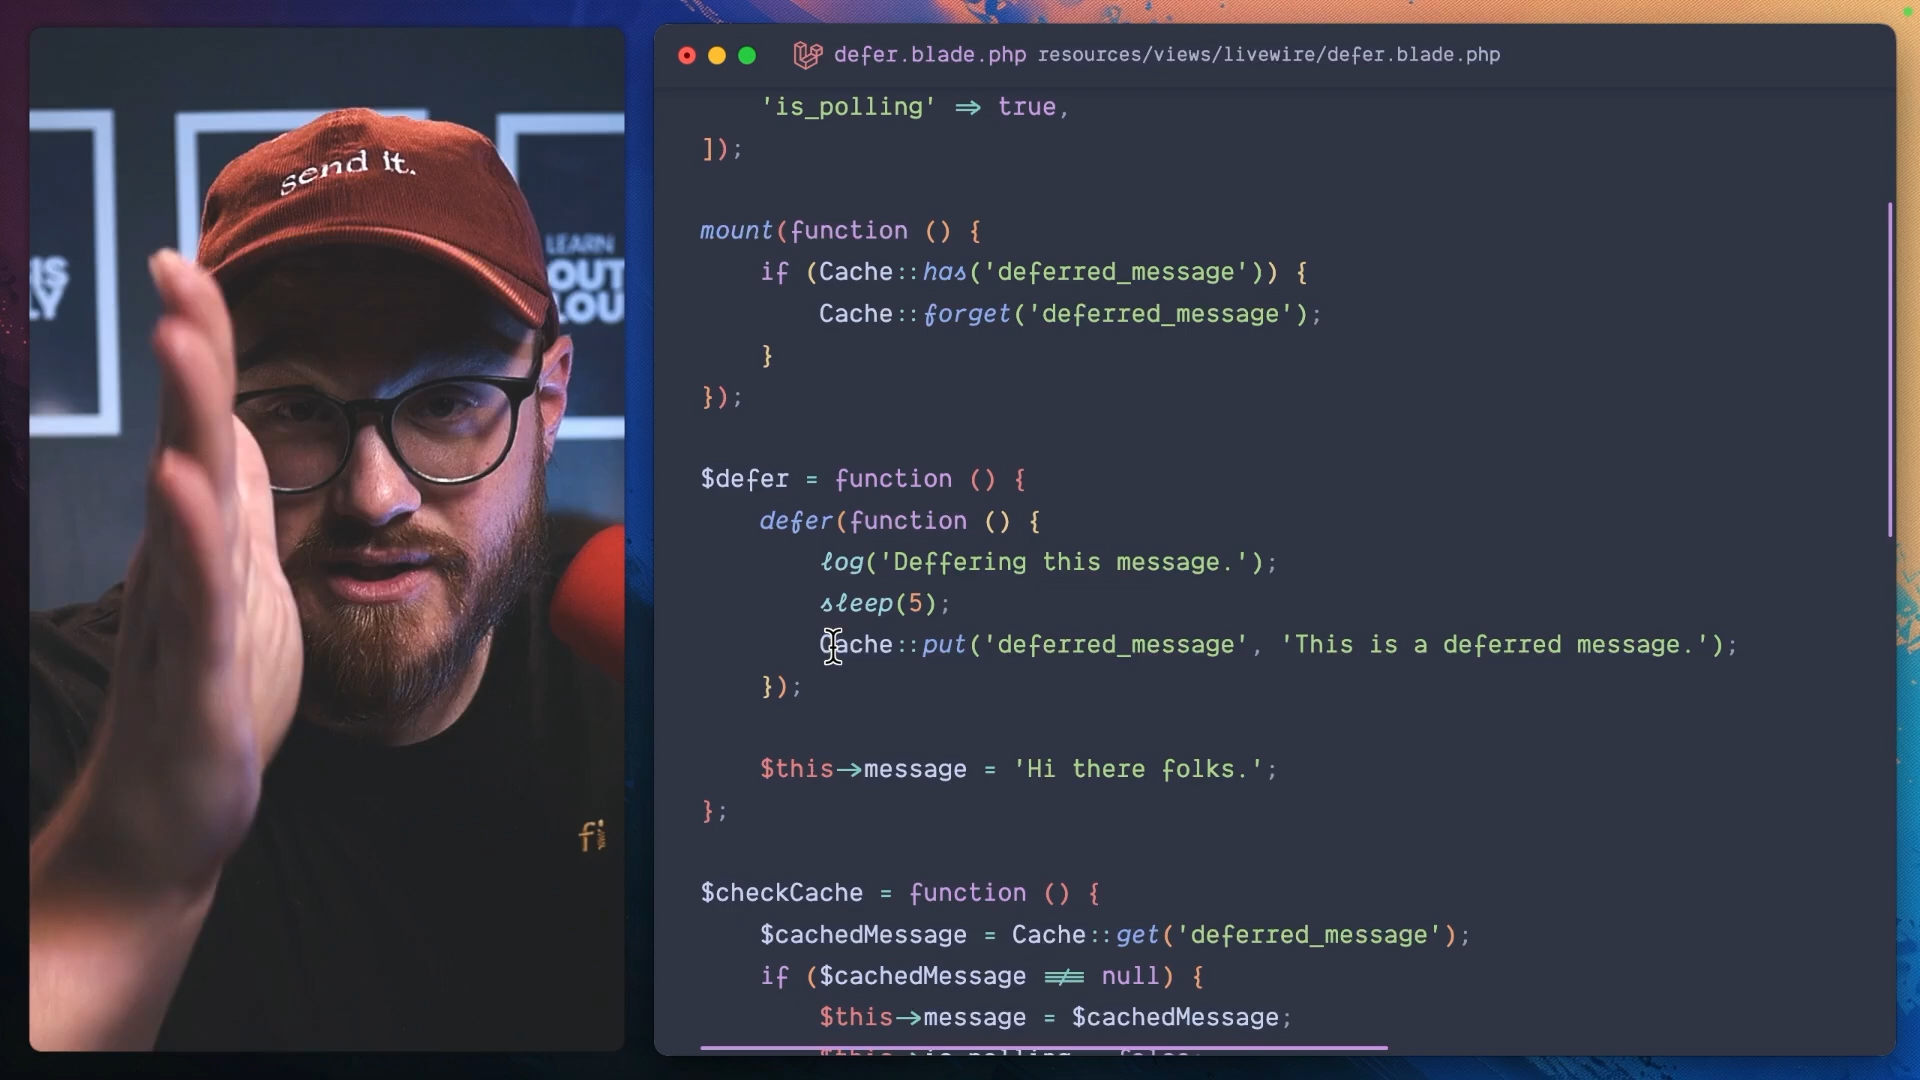 send it.
LEARN
OUT
LOU
fi
defer.blade.php resources/views/livewire/defer.blade.php
'is_polling' => true,
]);
mount(function () {
if (Cache::has('deferred_message')) {
Cache::forget('deferred_message');
}
});
$defer = function () {
defer(function () {
log('Deffering this message.');
sleep(5);
Cache::put('deferred_message', 'This is a deferred message.');
});
$this->message = 'Hi there folks.';
};
$checkCache = function () {
$cachedMessage = Cache::get('deferred_message');
if ($cachedMessage !== null) {
$this->message = $cachedMessage;